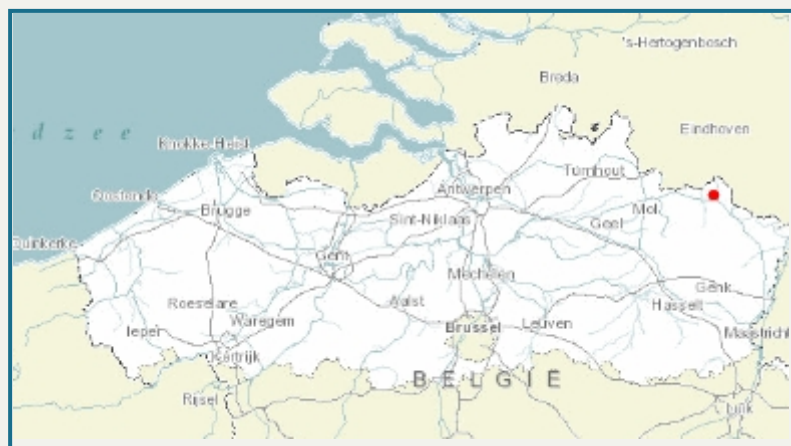 's-Hertogenbosch
Breda
d z e e
Eindhoven
Knokke-Heist
Turnhout
Antwerpen
Oostende
Brugge
Mol
Sint-Niklaas
Geel
Duinkerke
Gent
Mechelen
Genk
Roeselare
Aalst
Hasselt
Waregem
Ieper
Brussel
Leuven
Maastricht
Kortrijk
BELGIË
Rijsel
Luik